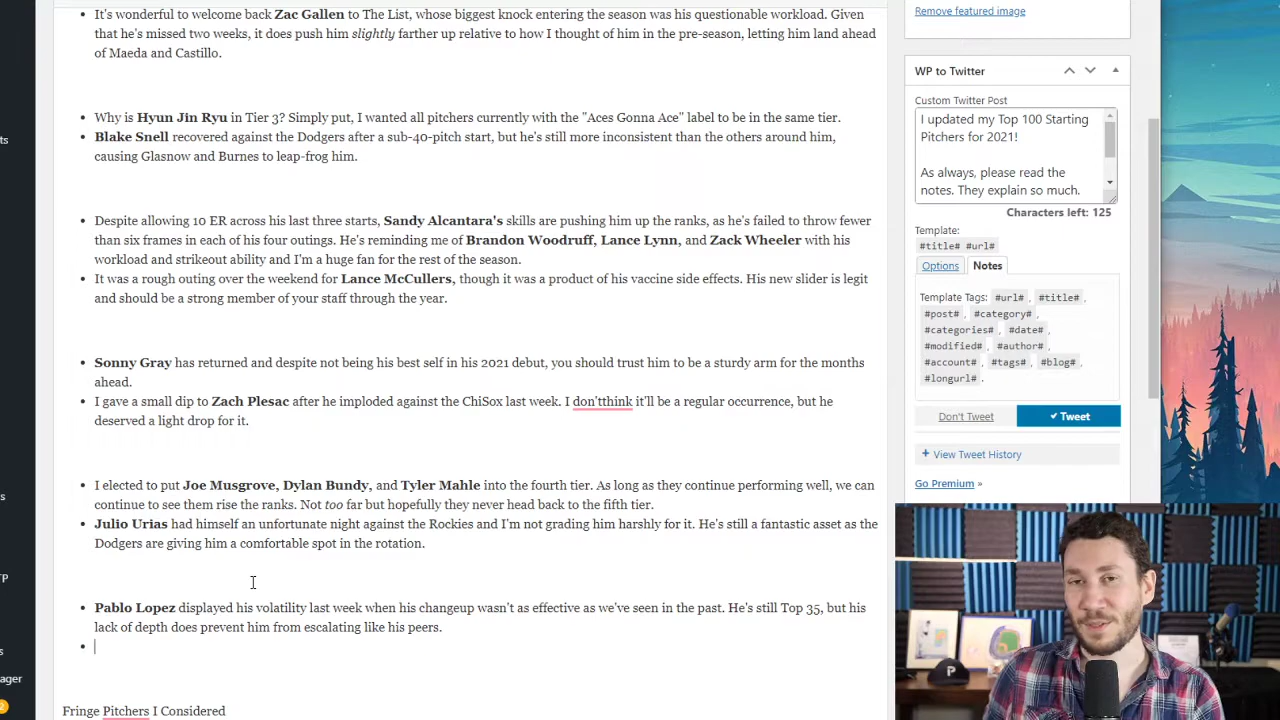 It's wonderful to welcome back Zac Gallen to The List, whose biggest knock entering the season was his questionable workload. Given
that he's missed two weeks, it does push him slightly farther up relative to how I thought of him in the pre-season, letting him land ahead
of Maeda and Castillo.
Why is Hyun Jin Ryu in Tier 3? Simply put, I wanted all pitchers currently with the "Aces Gonna Ace" label to be in the same tier.
Blake Snell recovered against the Dodgers after a sub-40-pitch start, but he's still more inconsistent than the others around him,
causing Glasnow and Burnes to leap-frog him.
Despite allowing 10 ER across his last three starts, Sandy Alcantara's skills are pushing him up the ranks, as he's failed to throw fewer
than six frames in each of his four outings. He's reminding me of Brandon Woodruff, Lance Lynn, and Zack Wheeler with his
workload and strikeout ability and I'm a huge fan for the rest of the season.
It was a rough outing over the weekend for Lance McCullers, though it was a product of his vaccine side effects. His new slider is legit
and should be a strong member of your staff through the year.
Sonny Gray has returned and despite not being his best self in his 2021 debut, you should trust him to be a sturdy arm for the months
ahead.
I gave a small dip to Zach Plesac after he imploded against the ChiSox last week. I don'tthink it'll be a regular occurrence, but he
deserved a light drop for it.
I elected to put Joe Musgrove, Dylan Bundy, and Tyler Mahle into the fourth tier. As long as they continue performing well, we can
continue to see them rise the ranks. Not too far but hopefully they never head back to the fifth tier.
Julio Urias had himself an unfortunate night against the Rockies and I'm not grading him harshly for it. He's still a fantastic asset as the
Dodgers are giving him a comfortable spot in the rotation.
Pablo Lopez displayed his volatility last week when his changeup wasn't as effective as we've seen in the past. He's still Top 35, but his
lack of depth does prevent him from escalating like his peers.
Fringe Pitchers I Considered
Remove featured image
WP to Twitter
Custom Twitter Post
I updated my Top 100 Starting
Pitchers for 2021!
As always, please read the
notes. They explain so much.
Characters left: 125
Template:
#title# #url#
Options Notes
Template Tags: #url# , #title# ,
#post# , #category# ,
#categories# , #date# ,
#modified# , #author# ,
#account# , #tags# , #blog# ,
#longurl# .
Don't Tweet ✔ Tweet
+ View Tweet History
Go Premium »
ts
s
TP
s
ager
2
P